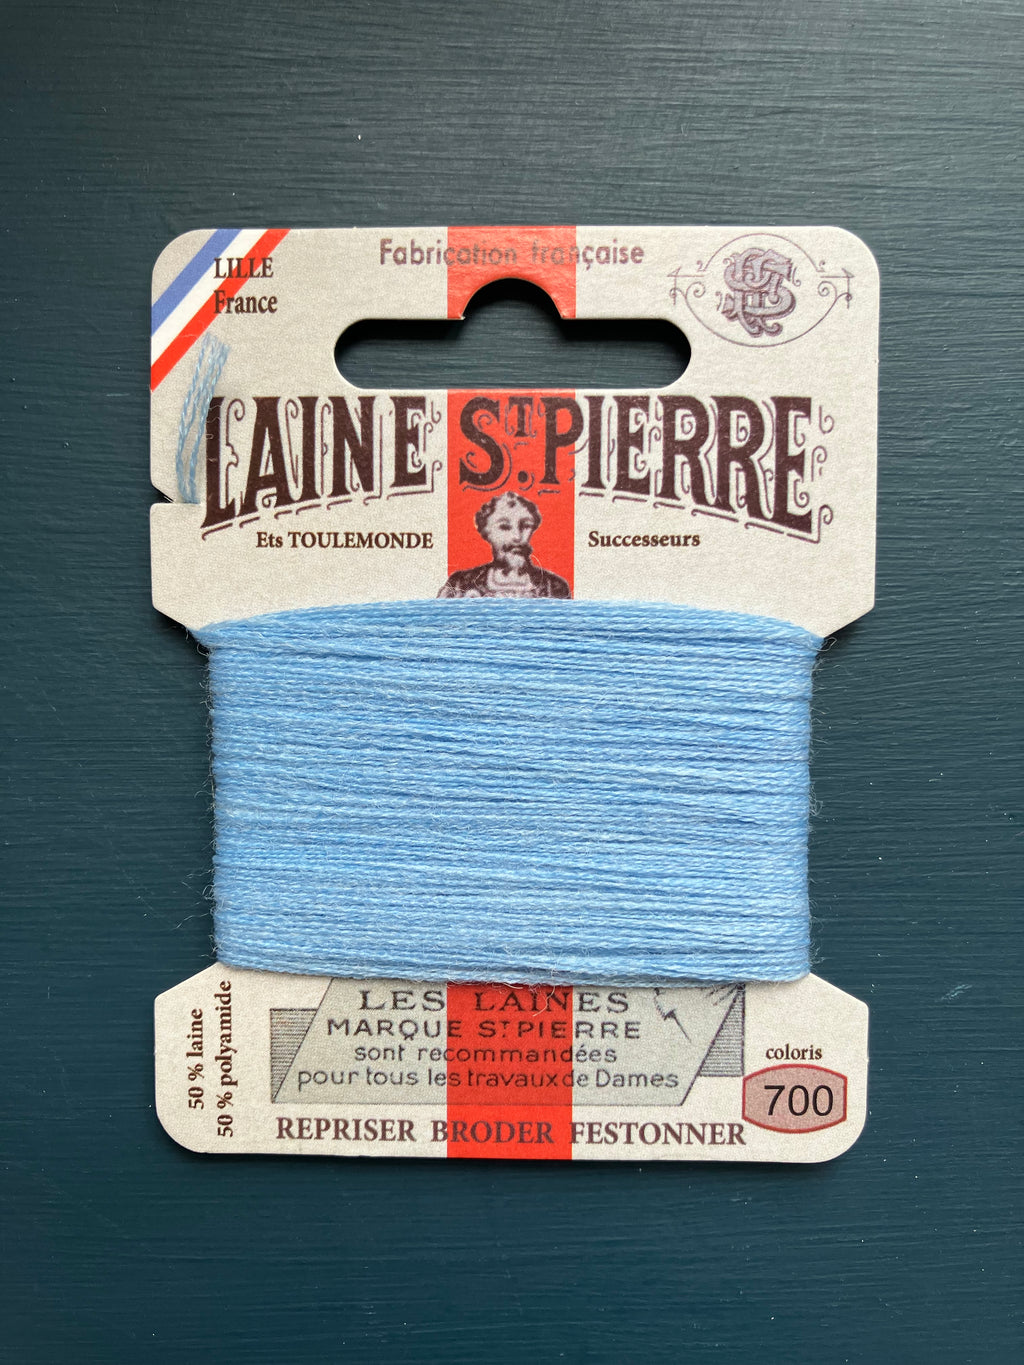 Fabrication française
LILLE
France
LAINE ST. PIERRE
Ets TOULEMONDE Successeurs
LES LAINES
MARQUE ST PIERRE
sont recommandées
pour tous les travaux de Dames
REPRISER BRODER FESTONNER
50 % laine
50 % polyamide
coloris
700